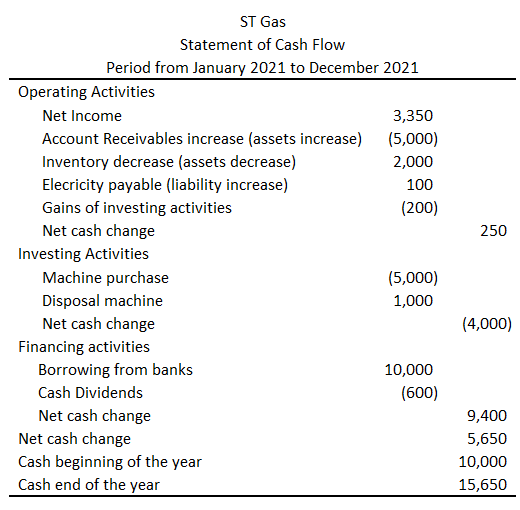 ST Gas
Statement of Cash Flow
Period from January 2021 to December 2021
Operating Activities
Net Income 3,350
Account Receivables increase (assets increase) (5,000)
Inventory decrease (assets decrease) 2,000
Elecricity payable (liability increase) 100
Gains of investing activities (200)
Net cash change 250
Investing Activities
Machine purchase (5,000)
Disposal machine 1,000
Net cash change (4,000)
Financing activities
Borrowing from banks 10,000
Cash Dividends (600)
Net cash change 9,400
Net cash change 5,650
Cash beginning of the year 10,000
Cash end of the year 15,650